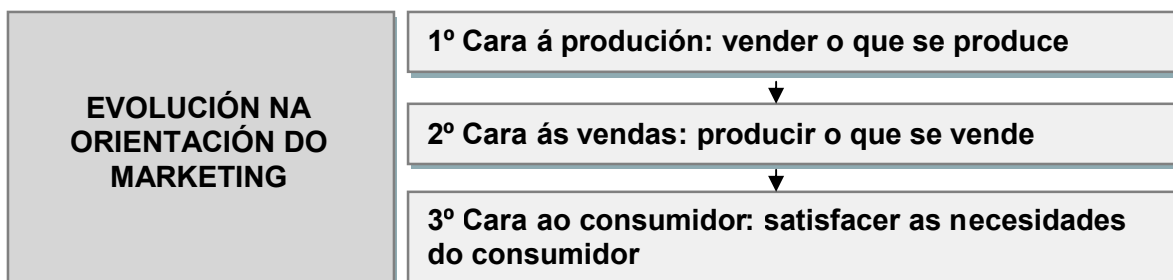 EVOLUCIÓN NA
ORIENTACIÓN DO
MARKETING
1º Cara á produción: vender o que se produce
2º Cara ás vendas: producir o que se vende
3º Cara ao consumidor: satisfacer as necesidades
do consumidor